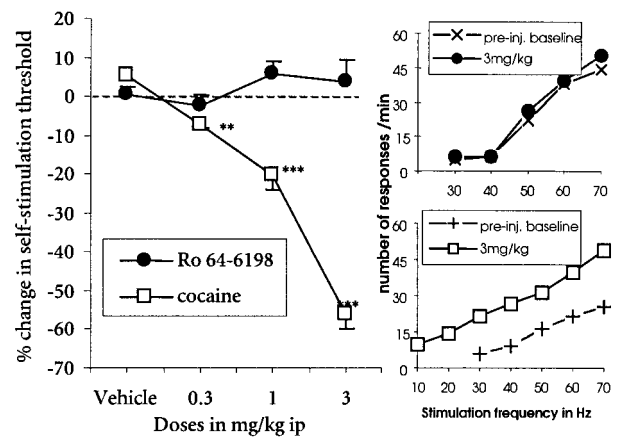 % change in self-stimulation threshold
20
10
0
-10
-20
-30
-40
-50
-60
-70
**
***
***
Ro 64-6198
cocaine
Vehicle 0.3 1 3
Doses in mg/kg ip
number of responses /min
60
45
30
15
0
pre-inj. baseline
3mg/kg
30 40 50 60 70
60
45
30
15
0
pre-inj. baseline
3mg/kg
10 20 30 40 50 60 70
Stimulation frequency in Hz